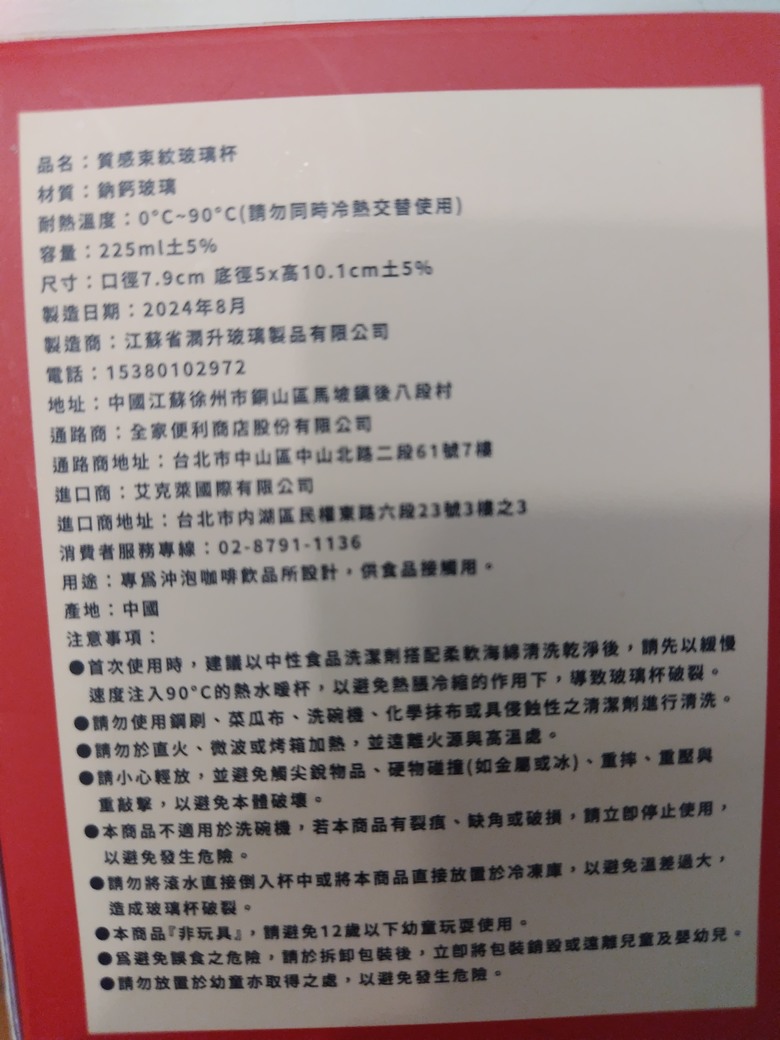 品名：質感束紋玻璃杯
材質：鈉鈣玻璃
耐熱溫度：0°C~90°C(請勿同時冷熱交替使用)
容量：225ml土5%
尺寸：口徑7.9cm 底徑5x高10.1cm土5%
製造日期：2024年8月
製造商：江蘇省潤升玻璃製品有限公司
電話：15380102972
地址：中國江蘇徐州市銅山區馬坡鎮後八段村
通路商：全家便利商店股份有限公司
通路商地址：台北市中山區中山北路二段61號7樓
進口商：艾克萊國際有限公司
進口商地址：台北市内湖區民權東路六段23號3樓之3
消費者服務專線：02-8791-1136
用途：專為沖泡咖啡飲品所設計，供食品接觸用。
產地：中國
注意事項：
●首次使用時，建議以中性食品洗潔劑搭配柔軟海綿清洗乾淨後，請先以緩慢
速度注入90°C的熱水暖杯，以避免熱脹冷縮的作用下，導致玻璃杯破裂。
●請勿使用鋼刷、菜瓜布、洗碗機、化學抹布或具侵蝕性之清潔劑進行清洗。
●請勿於直火、微波或烤箱加熱，並遠離火源與高溫處。
●請小心輕放，並避免觸尖銳物品、硬物碰撞(如金屬或冰)、重摔、重壓與
重敲擊，以避免本體破壞。
●本商品不適用於洗碗機，若本商品有裂痕、缺角或破損，請立即停止使用，
以避免發生危險。
●請勿將滾水直接倒入杯中或將本商品直接放置於冷凍庫，以避免溫差過大，
造成玻璃杯破裂。
●本商品『非玩具』，請避免12歲以下幼童玩耍使用。
●為避免誤食之危險，請於拆卸包裝後，立即將包裝銷毀或遠離兒童及嬰幼兒。
●請勿放置於幼童亦取得之處，以避免發生危險。